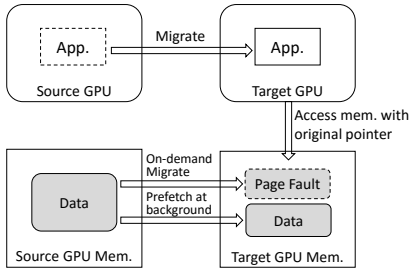 App.
Migrate
App.
Source GPU
Target GPU
Access mem. with
original pointer
On-demand
Migrate
Page Fault
Data
Prefetch at
background
Data
Source GPU Mem.
Target GPU Mem.